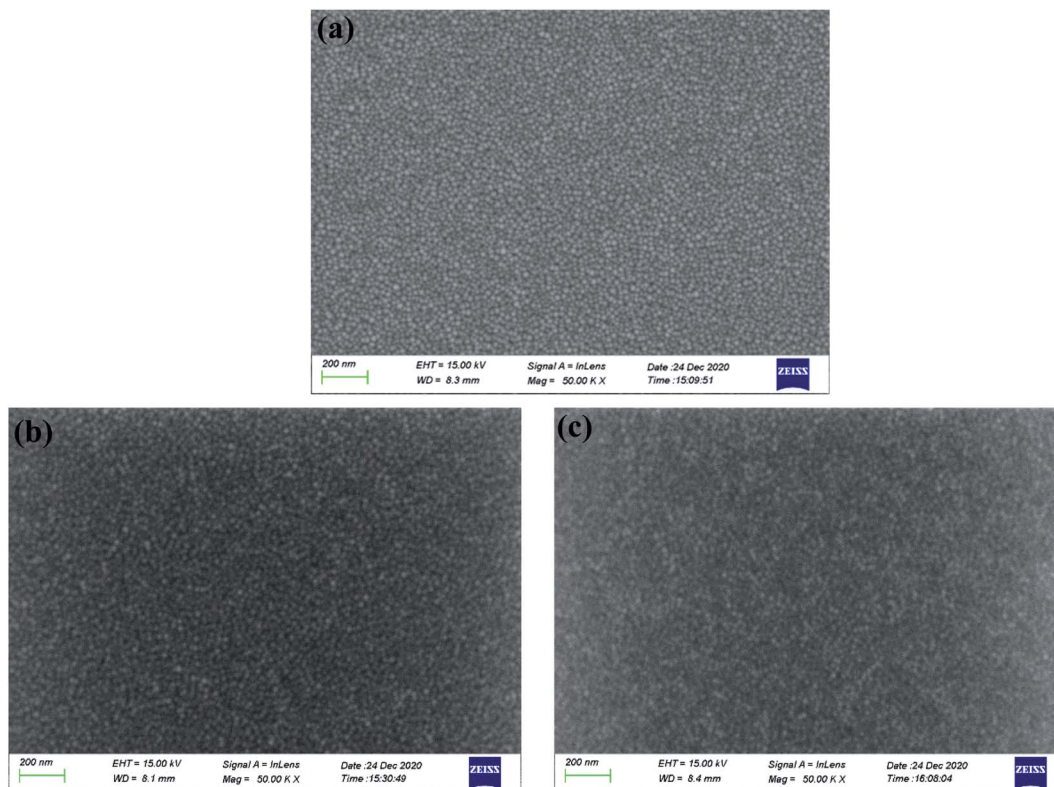 (a)
200 nm EHT = 15.00 kV Signal A = InLens Date :24 Dec 2020
WD = 8.3 mm Mag = 50.00 K X Time :15:09:51
ZEISS
(b)
200 nm EHT = 15.00 kV Signal A = InLens Date :24 Dec 2020
WD = 8.1 mm Mag = 50.00 K X Time :15:30:49
ZEISS
(c)
200 nm EHT = 15.00 kV Signal A = InLens Date :24 Dec 2020
WD = 8.4 mm Mag = 50.00 K X Time :16:08:04
ZEISS